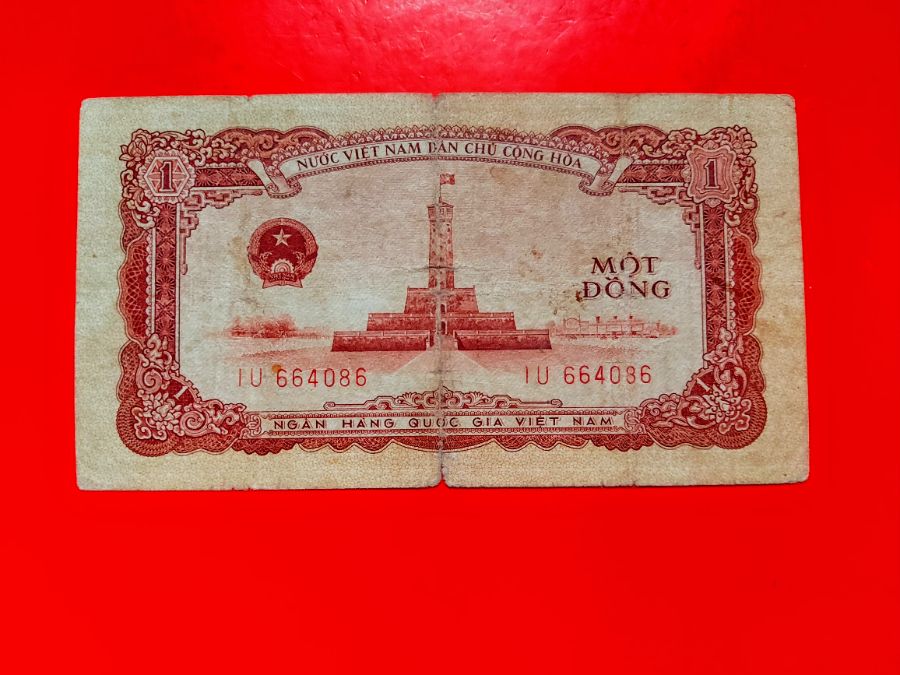 NƯỚC VIỆT NAM DÂN CHỦ CỘNG HÒA
1 1
MỘT
ĐỒNG
IU 664086 IU 664086
1 1
NGÂN HÀNG QUỐC GIA VIỆT NAM